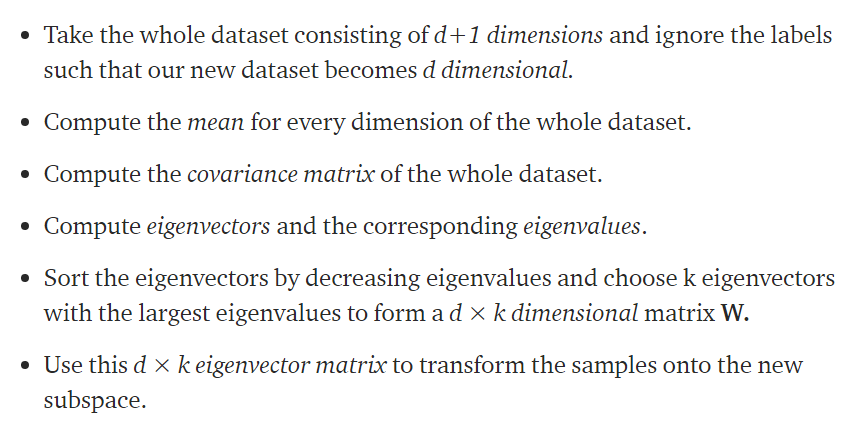 • Take the whole dataset consisting of d+1 dimensions and ignore the labels
such that our new dataset becomes d dimensional.
• Compute the mean for every dimension of the whole dataset.
• Compute the covariance matrix of the whole dataset.
• Compute eigenvectors and the corresponding eigenvalues.
• Sort the eigenvectors by decreasing eigenvalues and choose k eigenvectors
with the largest eigenvalues to form a d × k dimensional matrix W.
• Use this d × k eigenvector matrix to transform the samples onto the new
subspace.